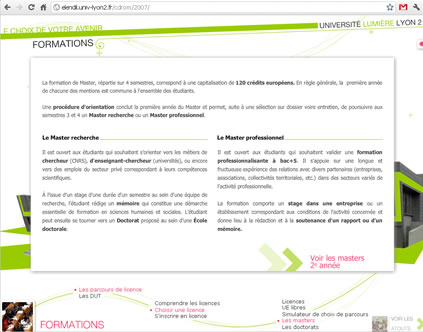 eiendil.univ-lyon2.fr/cdrom/2007/
E CHOIX DE VOTRE AVENIR
UNIVERSITÉ LUMIÈRE LYON 2
FORMATIONS
La formation de Master, répartie sur 4 semestres, correspond à une capitalisation de 120 crédits européens. En règle générale, la première année
de chacune des mentions est commune à l'ensemble des étudiants.
Une procédure d'orientation conclut la première année du Master et permet, suite à une sélection sur dossier voire entretien, de poursuivre aux
semestres 3 et 4 un Master recherche ou un Master professionnel.
Le Master recherche
Il est ouvert aux étudiants qui souhaitent s'orienter vers les métiers de
chercheur (CNRS), d'enseignant-chercheur (universités), ou encore
vers des emplois du secteur privé correspondant à leurs compétences
scientifiques.
À l'issue d'un stage d'une durée d'un semestre au sein d'une équipe de
recherche, l'étudiant rédige un mémoire qui constitue une démarche
essentielle de formation en sciences humaines et sociales. L'étudiant
peut ensuite se tourner vers un Doctorat proposé au sein d'une École
doctorale.
Le Master professionnel
Il est ouvert aux étudiants qui souhaitent valider une formation
professionnalisante à bac+5. Il s'appuie sur une longue et
fructueuse expérience des relations avec divers partenaires (entreprises,
associations, collectivités territoriales, etc.) dans des secteurs variés de
l'activité professionnelle.
La formation comporte un stage dans une entreprise ou un
établissement correspondant aux conditions de l'activité concernée et
donne lieu à la rédaction et à la soutenance d'un rapport ou d'un
mémoire.
Voir les masters
2e année
Les parcours de licence
Les DUT
Comprendre les licences
Choisir une licence
S'inscrire en licence
Licences
UE libres
Simulateur de choix de parcours
Les masters
Les doctorats
FORMATIONS
VOIR LES
ATOUTS